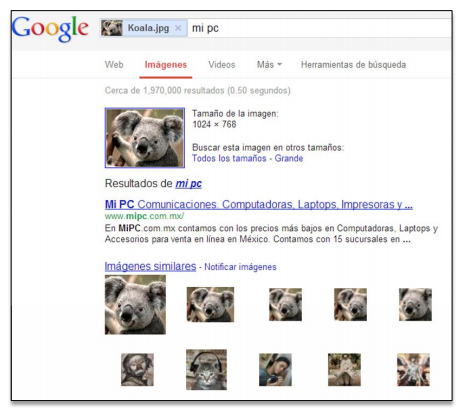 Google Koala.jpg × mi pc
Web Imágenes Videos Más Herramientas de búsqueda
Cerca de 1,970,000 resultados (0.50 segundos)
Tamaño de la imagen:
1024 × 768
Buscar esta imagen en otros tamaños:
Todos los tamaños - Grande
Resultados de mi pc
Mi PC Comunicaciones. Computadoras, Laptops, Impresoras y ...
www.mipc.com.mx/
En MiPC.com.mx contamos con los precios más bajos en Computadoras, Laptops y
Accesorios para venta en línea en México. Contamos con 15 sucursales en ...
Imágenes similares - Notificar imágenes